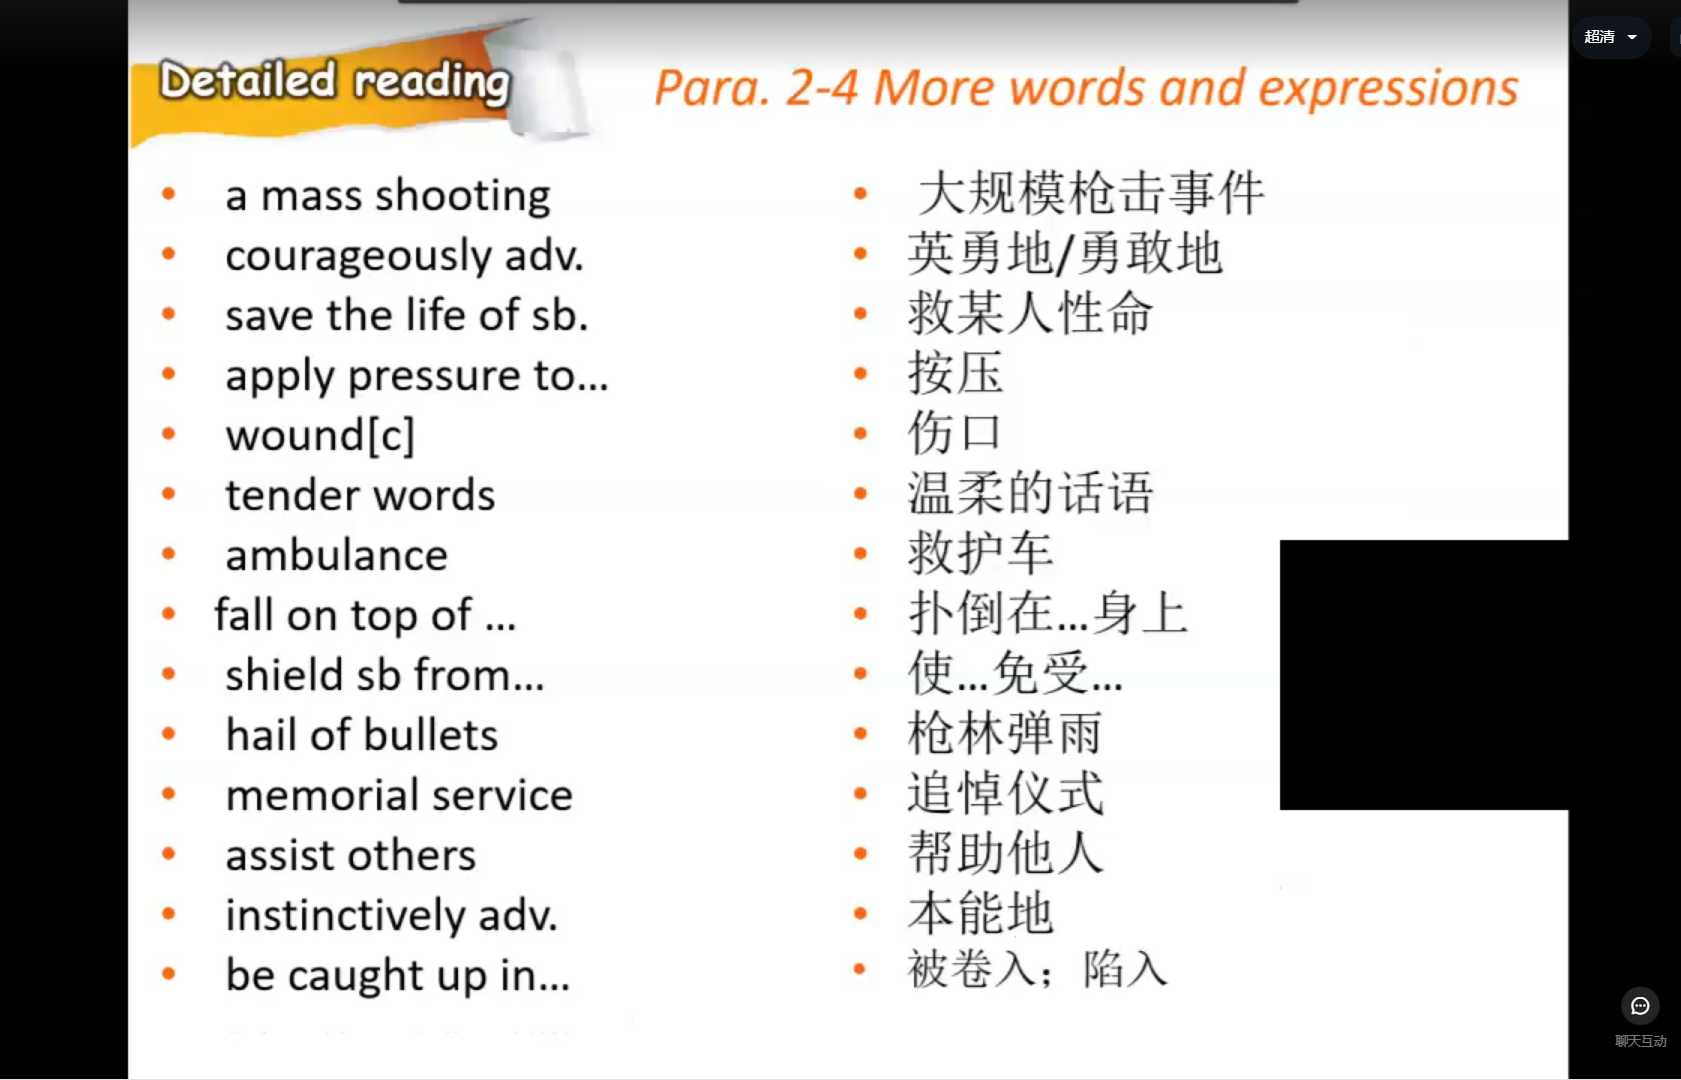 超清
Detailed reading
Para. 2-4 More words and expressions
• a mass shooting
• 大规模枪击事件
• courageously adv.
• 英勇地/勇敢地
• save the life of sb.
• 救某人性命
• apply pressure to...
• 按压
• wound[c]
• 伤口
• tender words
• 温柔的话语
• ambulance
• 救护车
• fall on top of ...
• 扑倒在...身上
• shield sb from...
• 使...免受...
• hail of bullets
• 枪林弹雨
• memorial service
• 追悼仪式
• assist others
• 帮助他人
• instinctively adv.
• 本能地
• be caught up in...
• 被卷入；陷入
聊天互动